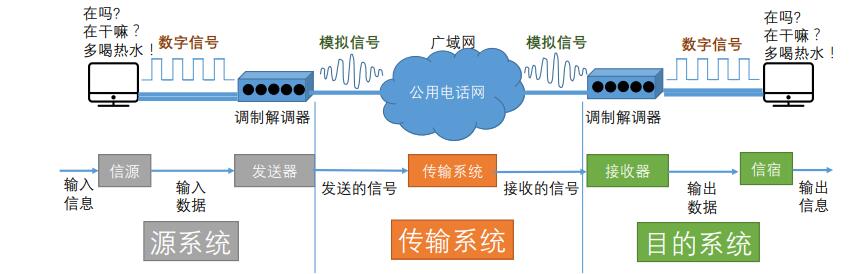 在吗?
在干嘛？
多喝热水！
数字信号
模拟信号
广域网
模拟信号
数字信号
在吗?
在干嘛？
多喝热水！
公用电话网
调制解调器
调制解调器
信源
发送器
传输系统
接收器
信宿
输入
信息
输入
数据
发送的信号
接收的信号
输出
数据
输出
信息
源系统
传输系统
目的系统